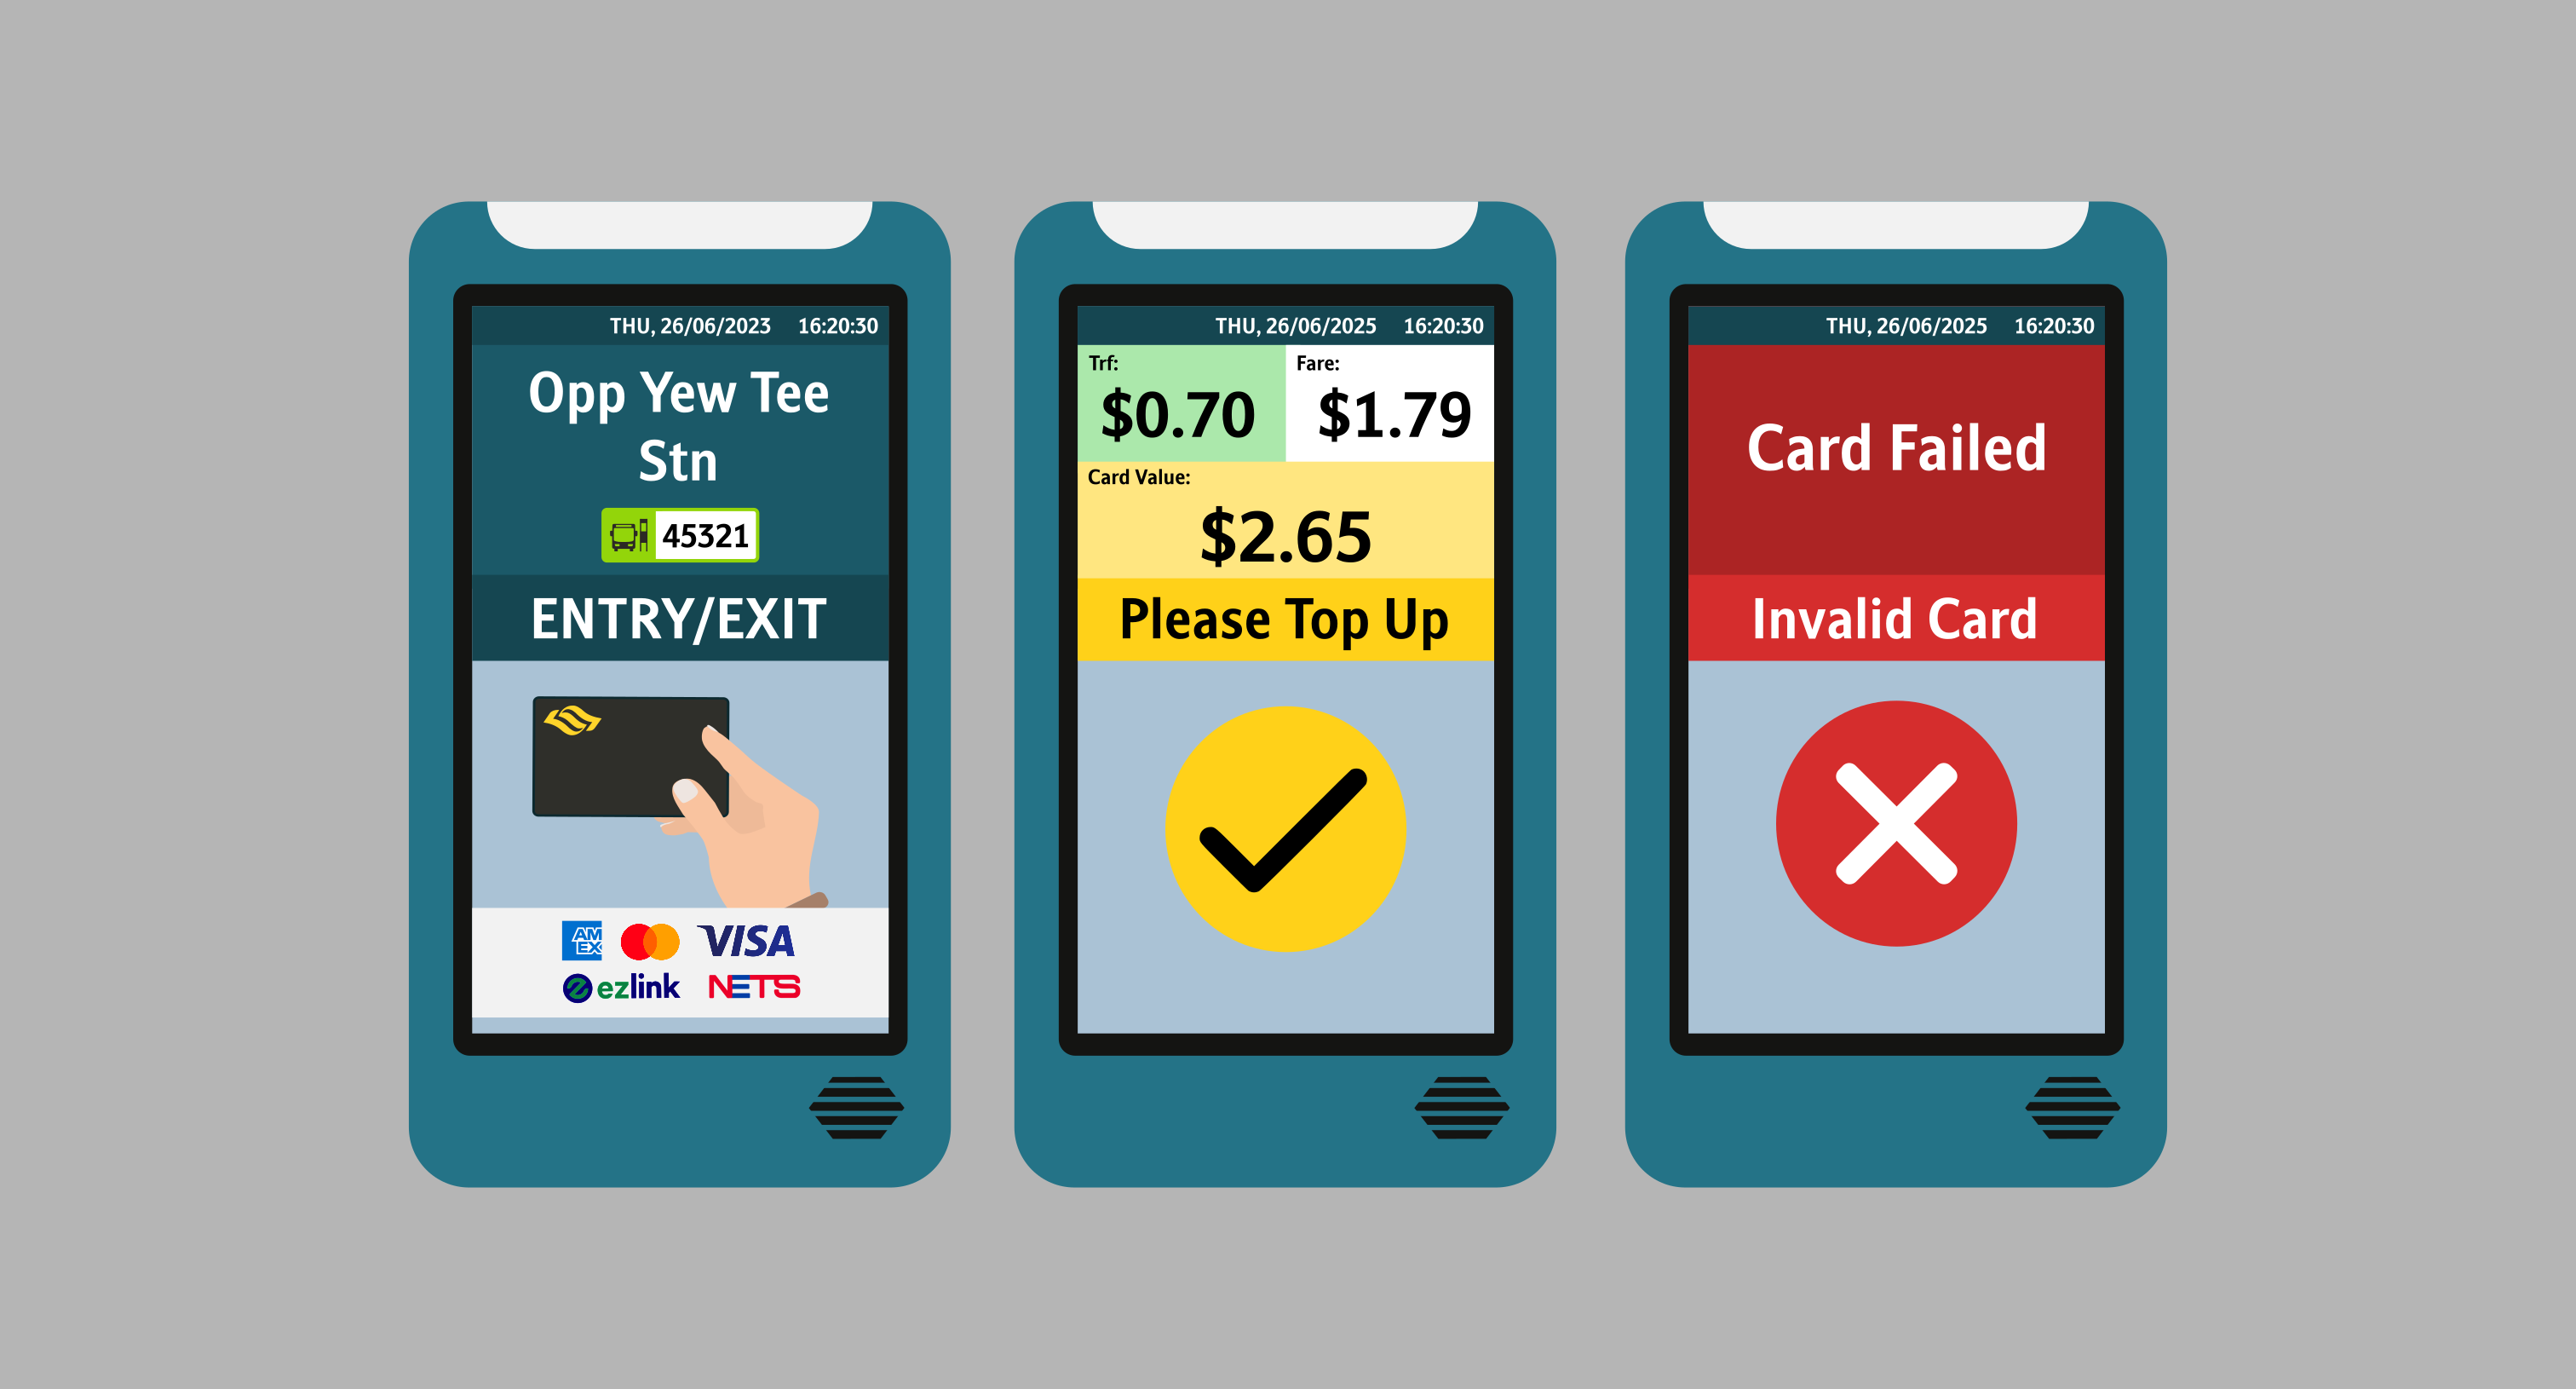 THU, 26/06/2023 16:20:30
Opp Yew Tee
Stn
45321
ENTRY/EXIT
AM
EX
VISA
ezlink
NETS
THU, 26/06/2025 16:20:30
Trf:
$0.70
Fare:
$1.79
Card Value:
$2.65
Please Top Up
THU, 26/06/2025 16:20:30
Card Failed
Invalid Card